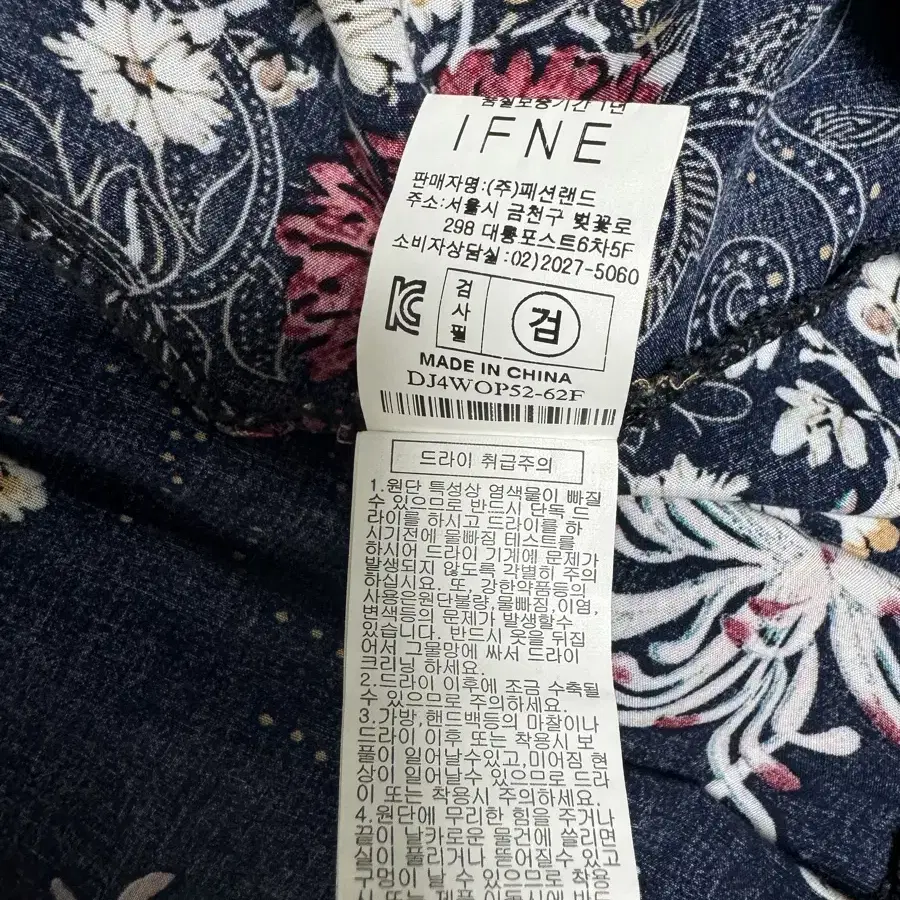 품질보증기간 1년
IFNE
판매자명:(주)패션랜드
주소:서울시 금천구 벚꽃로
298 대륭포스트6차5F
소비자상담실:02)2027-5060
검
사
필
검
MADE IN CHINA
DJ4WOP52-62F
드라이 취급주의
1.원단 특성상 염색물이 빠질
수 있으므로 반드시 단독 드
라이를 하시고 드라이를 하
시기전에 물빠짐 테스트를
하시어 드라이 기계에 문제가
발생되지 않도록 각별히 주의
하십시요. 또, 강한약품등의
사용은원단불량,물빠짐,이염,
변색등의 문제가 발생할수
있습니다. 반드시 옷을 뒤집
어서 그물망에 싸서 드라이
크리닝 하세요.
2.드라이 이후에 조금 수축될
수 있으므로 주의하세요.
3.가방,핸드백등의 마찰이나
드라이 이후 또는 착용시 보
풀이 일어날수있고,미어짐 현
상이 일어날수 있으므로 드라
이 또는 착용시 주의하세요.
4.원단에 무리한 힘을 주거나
끝이 날카로운 물건에 쓸리면
실이 풀리거나 뜯어질수 있고
구멍이 날 수 있으므로 착용